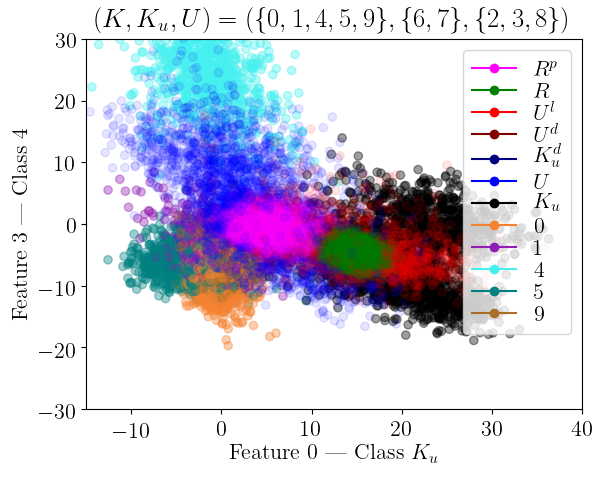 (K, K_u, U) = ({0, 1, 4, 5, 9}, {6, 7}, {2, 3, 8})
30
20
10
0
−10
−20
−30
Feature 3 — Class 4
R^p
R
U^l
U^d
K_u^d
U
K_u
0
1
4
5
9
−10
0
10
20
30
40
Feature 0 — Class K_u